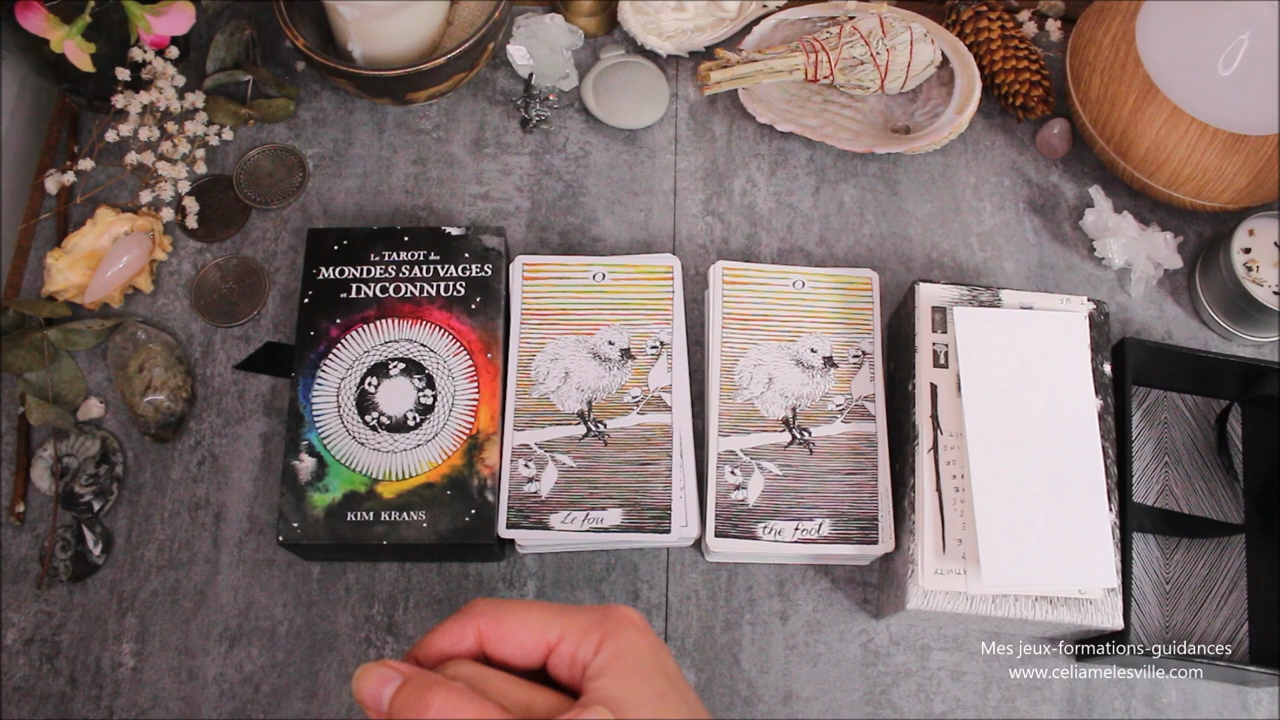 Le TAROT des
MONDES SAUVAGES
et INCONNUS
KIM KRANS
0
Le fou
0
the fool
Mes jeux-formations-guidances
www.celiamelesville.com